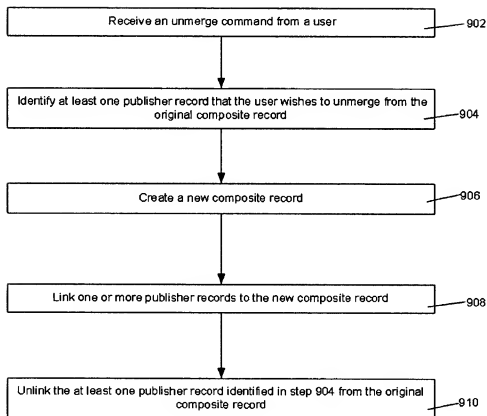 Receive an unmerge command from a user
902
Identify at least one publisher record that the user wishes to unmerge from the
original composite record
904
Create a new composite record
906
Link one or more publisher records to the new composite record
908
Unlink the at least one publisher record identified in step 904 from the original
composite record
910